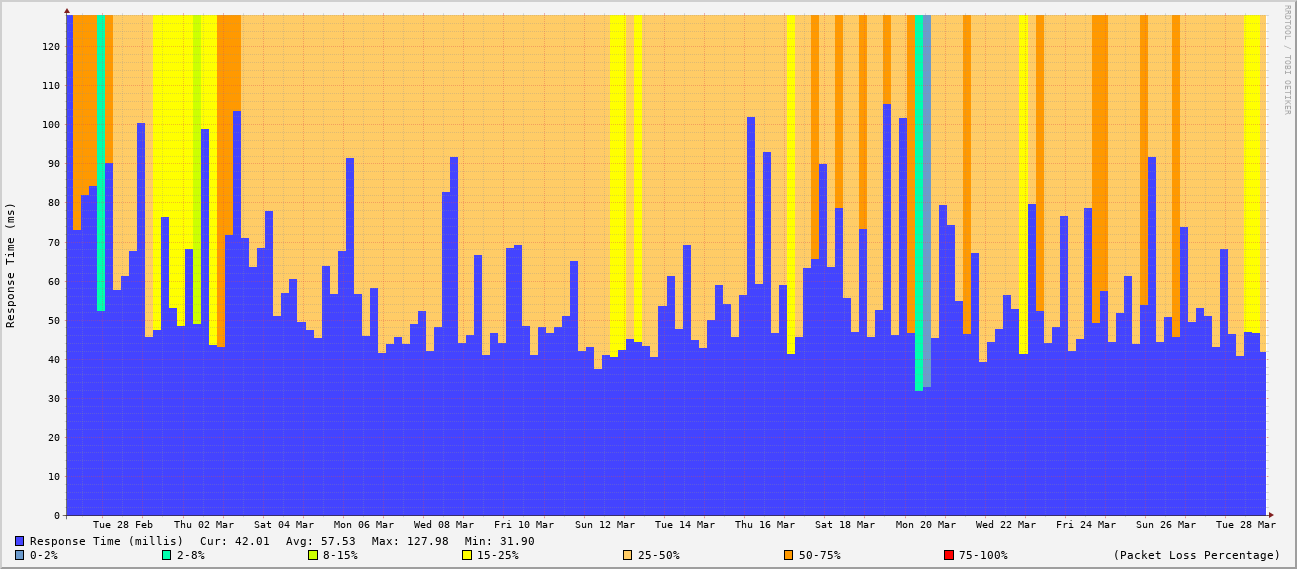 RRDTOOL / TOBI OETIKER
Response Time (ms)
120
110
100
90
80
70
60
50
40
30
20
10
0
Tue 28 Feb Thu 02 Mar Sat 04 Mar Mon 06 Mar Wed 08 Mar Fri 10 Mar Sun 12 Mar Tue 14 Mar Thu 16 Mar Sat 18 Mar Mon 20 Mar Wed 22 Mar Fri 24 Mar Sun 26 Mar Tue 28 Mar
Response Time (millis) Cur: 42.01 Avg: 57.53 Max: 127.98 Min: 31.90
0-2% 2-8% 8-15% 15-25% 25-50% 50-75% 75-100% (Packet Loss Percentage)